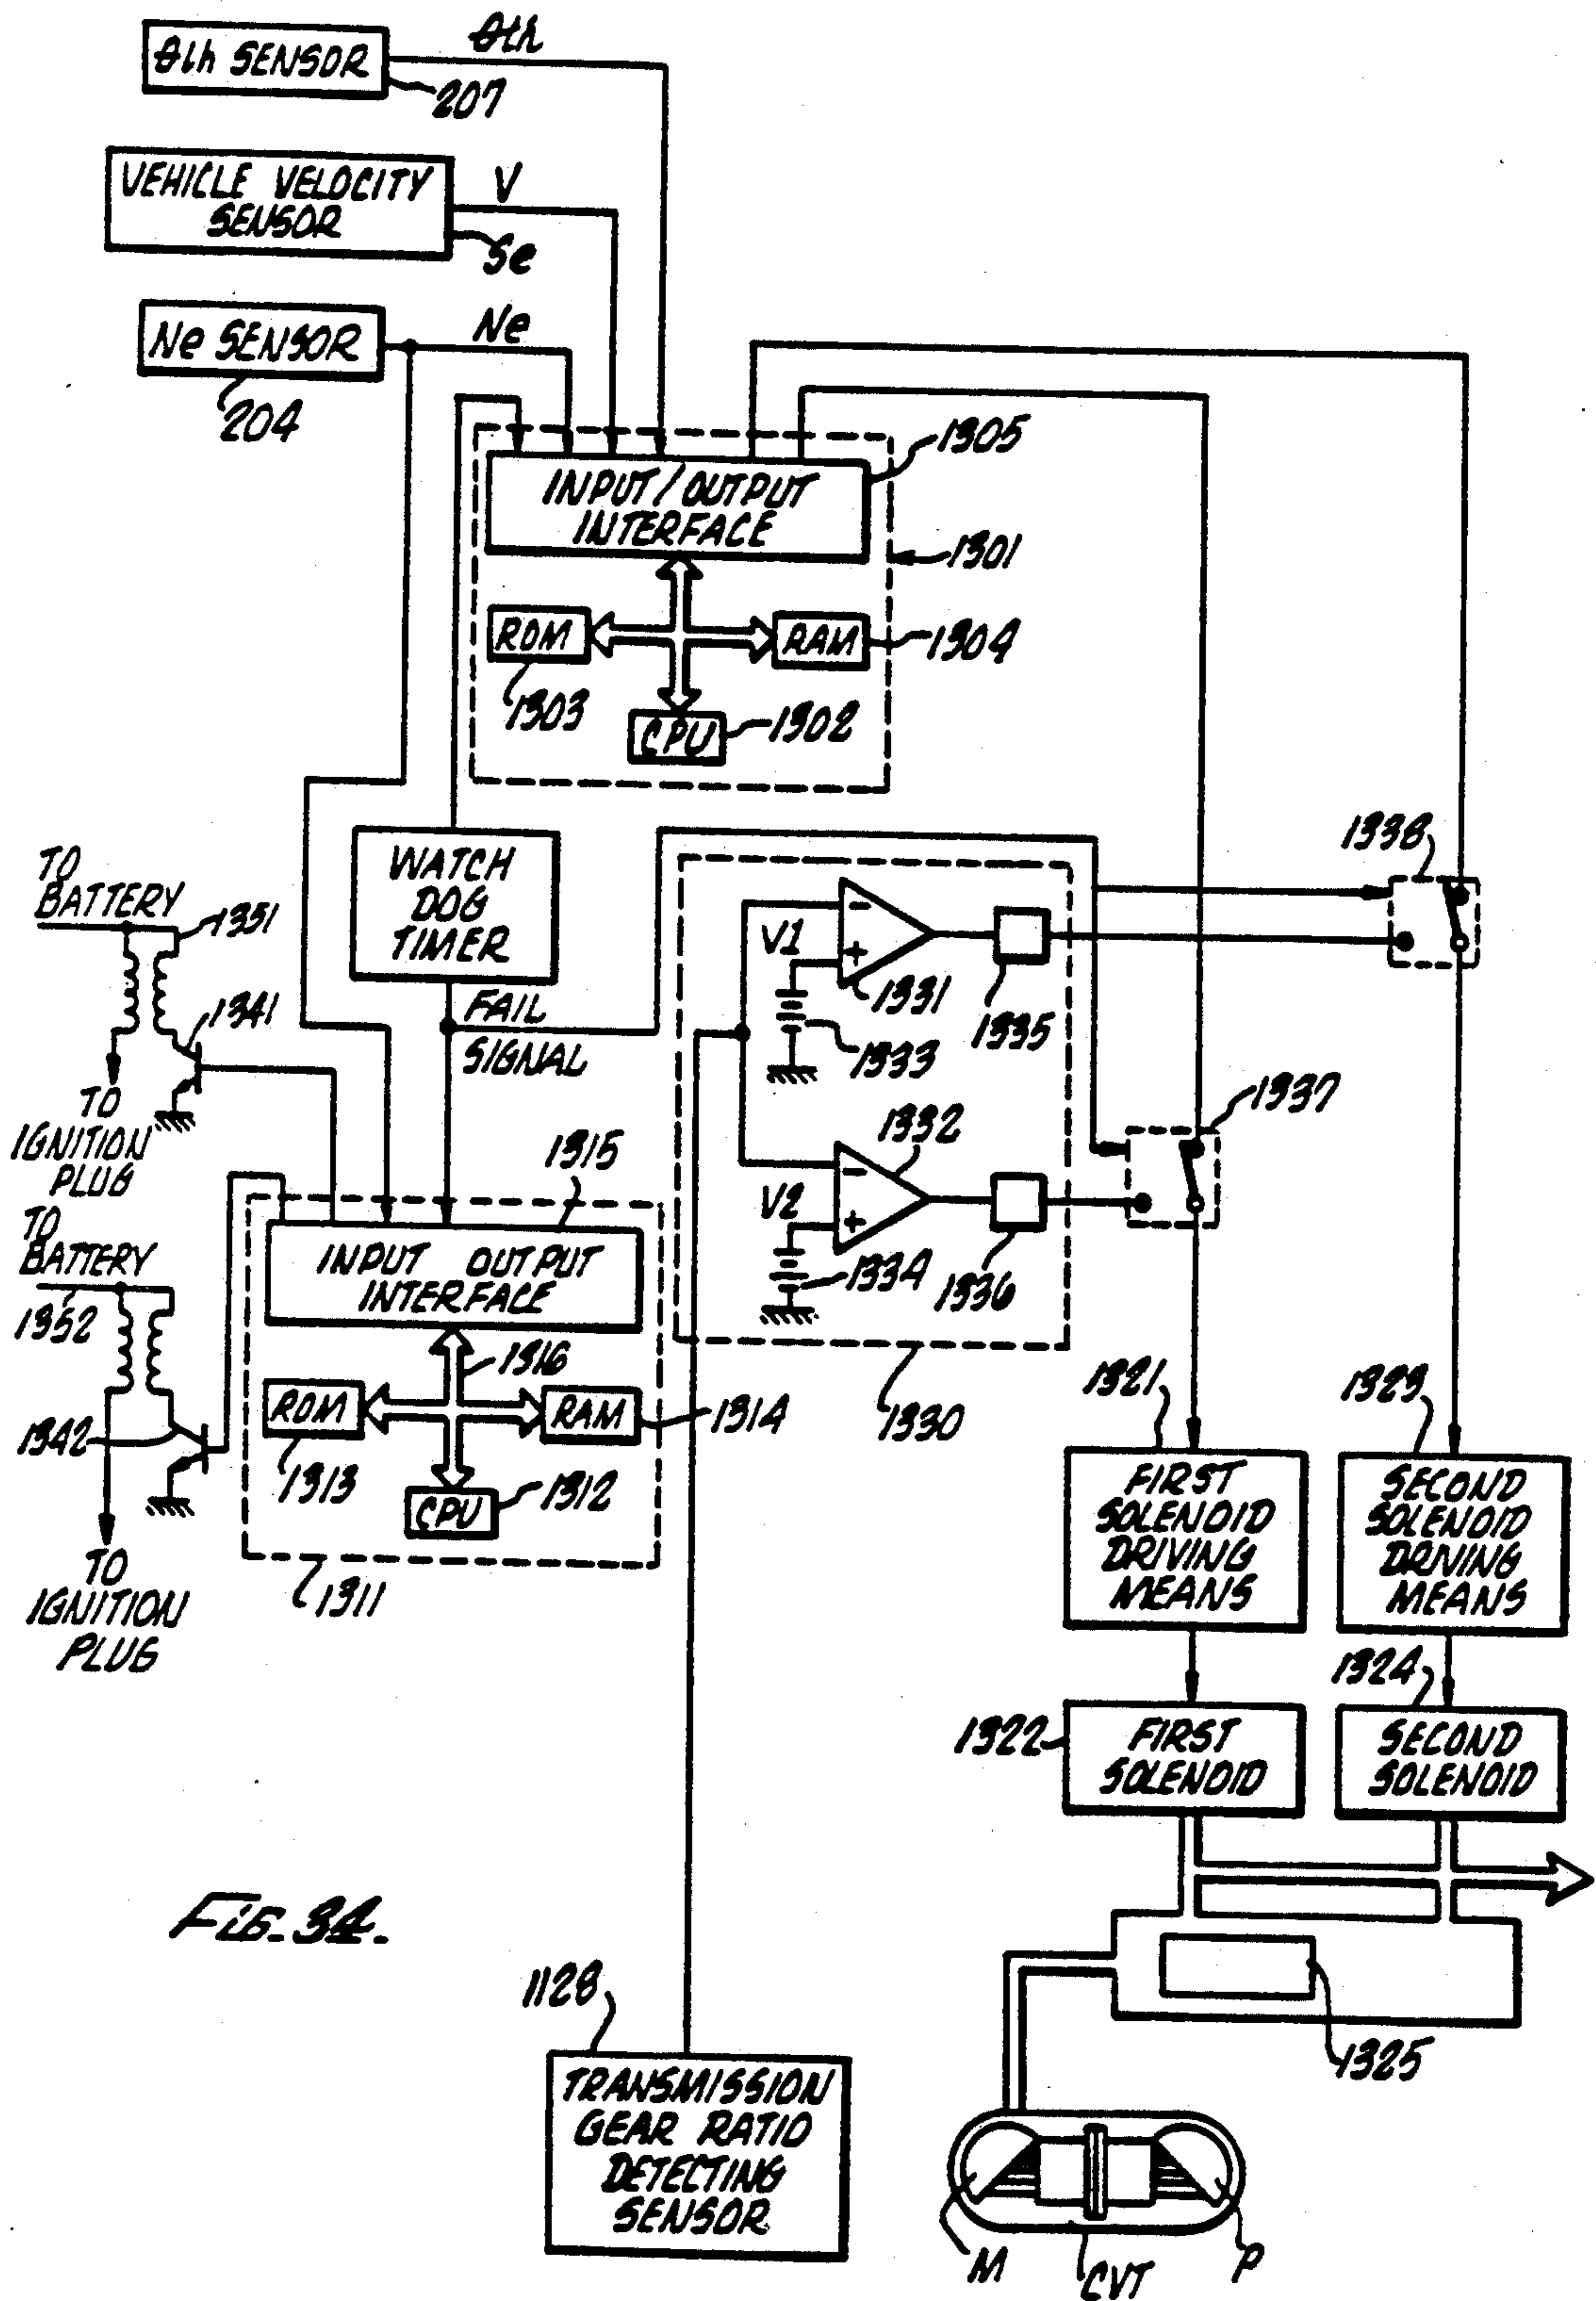 θth SENSOR
θth
207
VEHICLE VELOCITY
SENSOR
V
Se
Ne SENSOR
Ne
204
1305
INPUT/OUTPUT
INTERFACE
1301
ROM
RAM
1304
1303
CPU
1302
1338
WATCH
DOG
TIMER
TO
BATTERY
1351
V1
-
+
1331
1341
FAIL
SIGNAL
1333
1335
TO
IGNITION
PLUG
1337
1332
1315
TO
BATTERY
V2
-
+
INPUT OUTPUT
INTERFACE
1334
1336
1352
1316
1321
1323
ROM
RAM
1314
1330
1342
1313
CPU
1312
FIRST
SOLENOID
DRIVING
MEANS
SECOND
SOLENOID
DRIVING
MEANS
TO
IGNITION
PLUG
1311
1324
1322
FIRST
SOLENOID
SECOND
SOLENOID
FIG. 34.
1128
1325
TRANSMISSION
GEAR RATIO
DETECTING
SENSOR
M
CVT
P